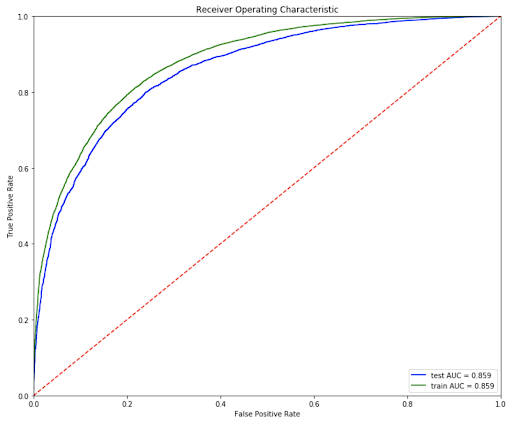 Receiver Operating Characteristic
1.0
0.8
0.6
0.4
0.2
0.0
True Positive Rate
0.0 0.2 0.4 0.6 0.8 1.0
False Positive Rate
test AUC = 0.859
train AUC = 0.859